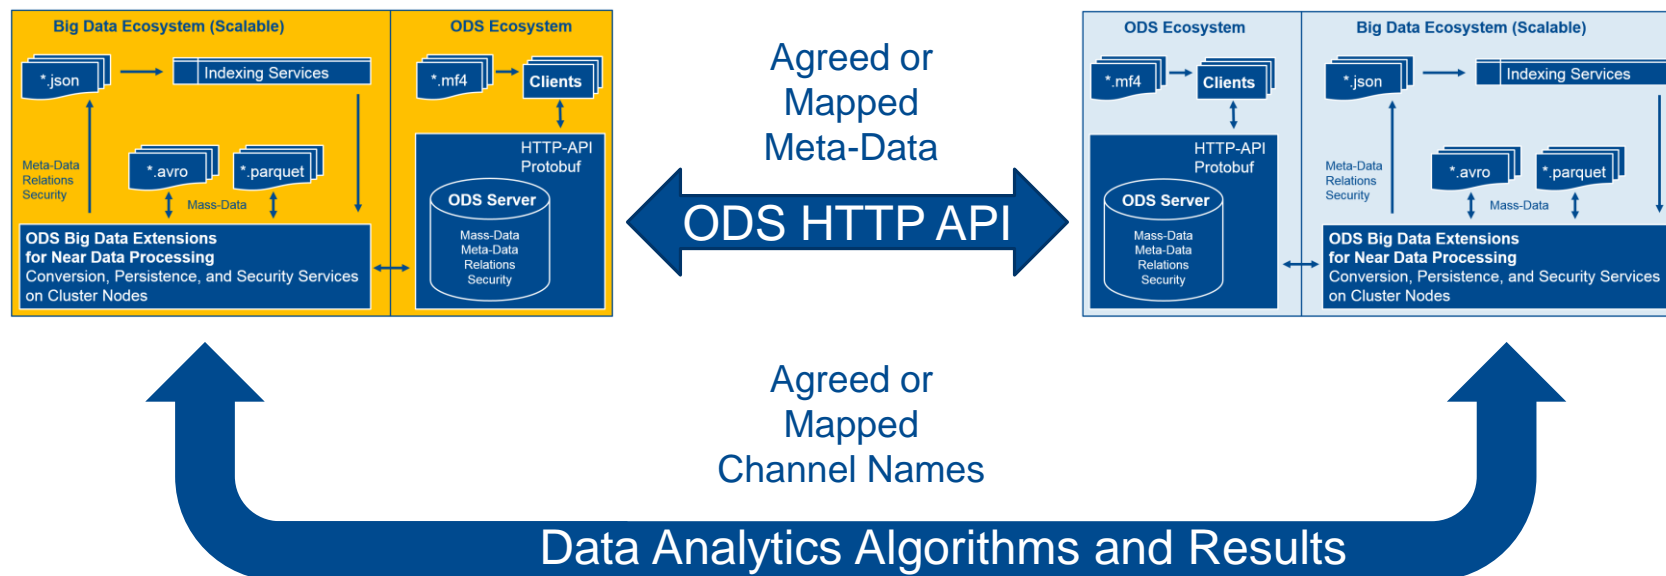 Big Data Ecosystem (Scalable)
*.json
Indexing Services
Meta-Data
Relations
Security
*.avro
*.parquet
Mass-Data
ODS Big Data Extensions
for Near Data Processing
Conversion, Persistence, and Security Services
on Cluster Nodes
ODS Ecosystem
*.mf4
Clients
HTTP-API
Protobuf
ODS Server
Mass-Data
Meta-Data
Relations
Security
Agreed or
Mapped
Meta-Data
ODS HTTP API
ODS Ecosystem
*.mf4
Clients
HTTP-API
Protobuf
ODS Server
Mass-Data
Meta-Data
Relations
Security
Big Data Ecosystem (Scalable)
*.json
Indexing Services
Meta-Data
Relations
Security
*.avro
*.parquet
Mass-Data
ODS Big Data Extensions
for Near Data Processing
Conversion, Persistence, and Security Services
on Cluster Nodes
Agreed or
Mapped
Channel Names
Data Analytics Algorithms and Results